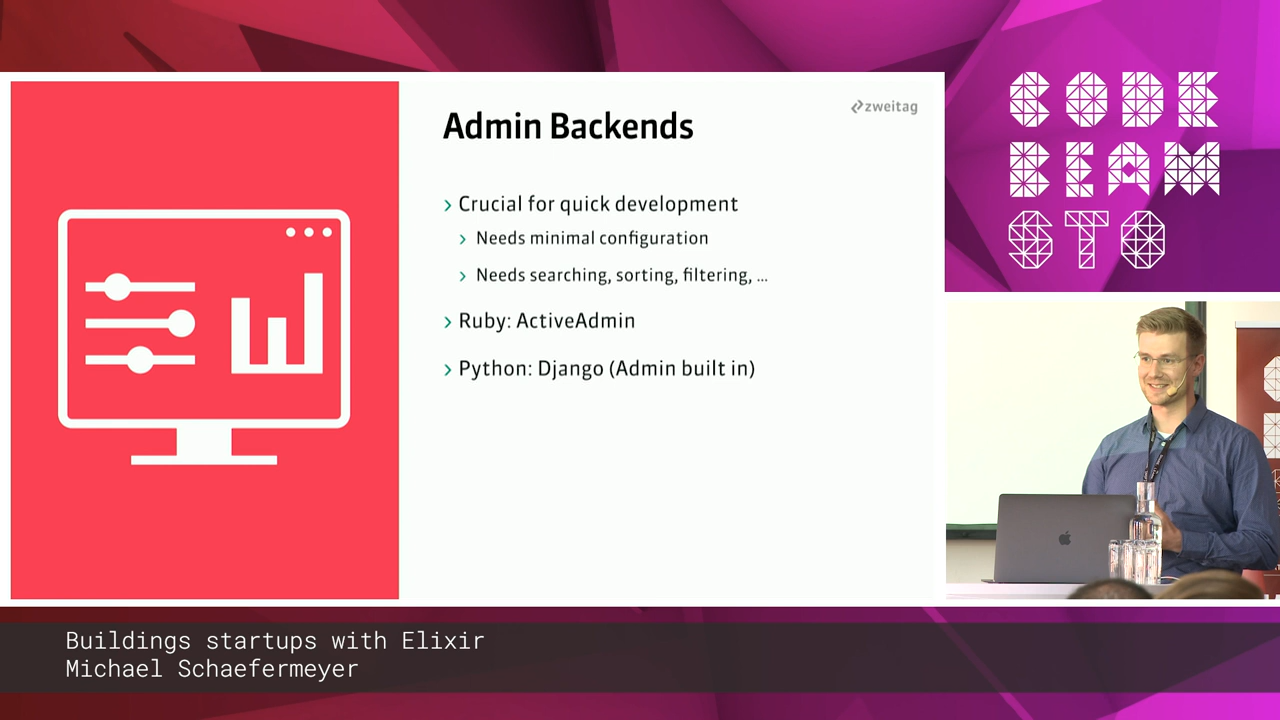 Admin Backends
zweitag
› Crucial for quick development
› Needs minimal configuration
› Needs searching, sorting, filtering, ...
› Ruby: ActiveAdmin
› Python: Django (Admin built in)
CODE
BEAM
STO
Buildings startups with Elixir
Michael Schaefermeyer